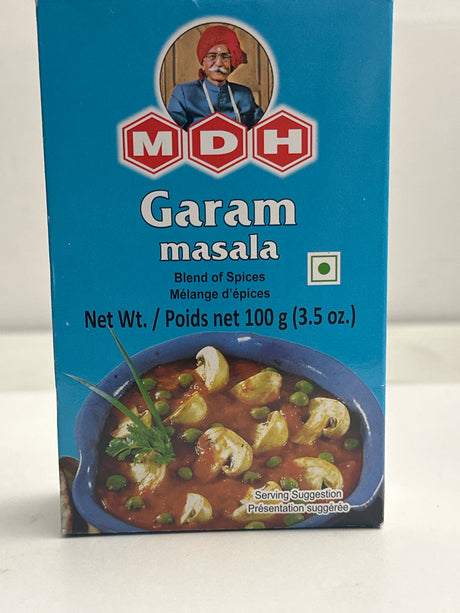 MDH
Garam
masala
Blend of Spices
Mélange d'épices
Net Wt. / Poids net 100 g (3.5 oz.)
Serving Suggestion
Présentation suggérée